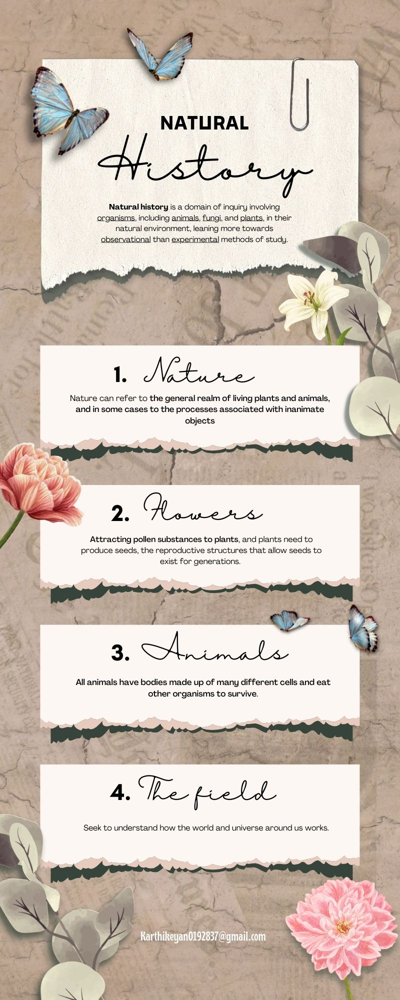 NATURAL
History
Natural history is a domain of inquiry involving
organisms, including animals, fungi, and plants, in their
natural environment, leaning more towards
observational than experimental methods of study.
1. Nature
Nature can refer to the general realm of living plants and animals,
and in some cases to the processes associated with inanimate
objects
2. Flowers
Attracting pollen substances to plants, and plants need to
produce seeds, the reproductive structures that allow seeds to
exist for generations.
3. Animals
All animals have bodies made up of many different cells and eat
other organisms to survive.
4. The field
Seek to understand how the world and universe around us works.
Karthikeyan0192837@gmail.com